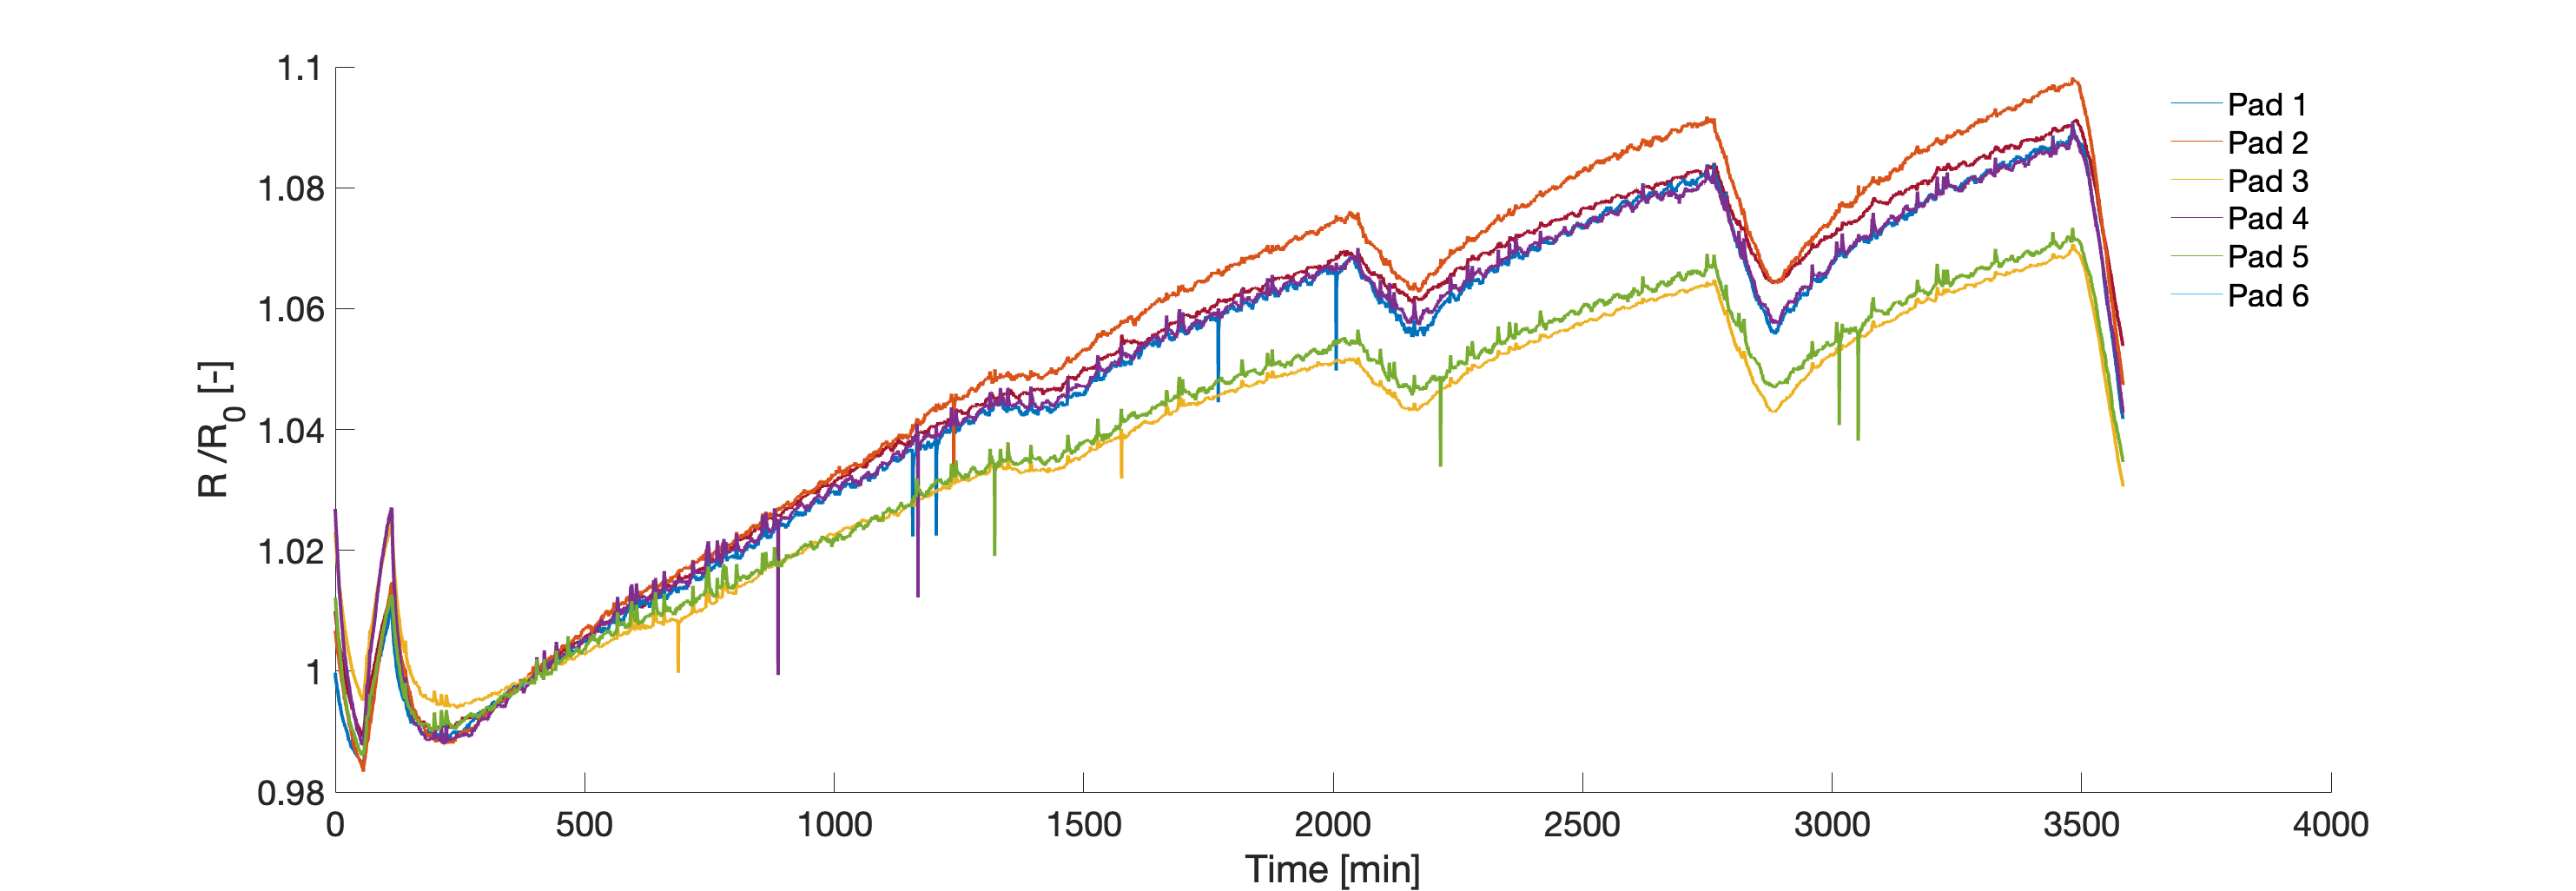 1.1
1.08
1.06
1.04
1.02
1
0.98
R /R0 [-]
0 500 1000 1500 2000 2500 3000 3500 4000
Time [min]
Pad 1
Pad 2
Pad 3
Pad 4
Pad 5
Pad 6